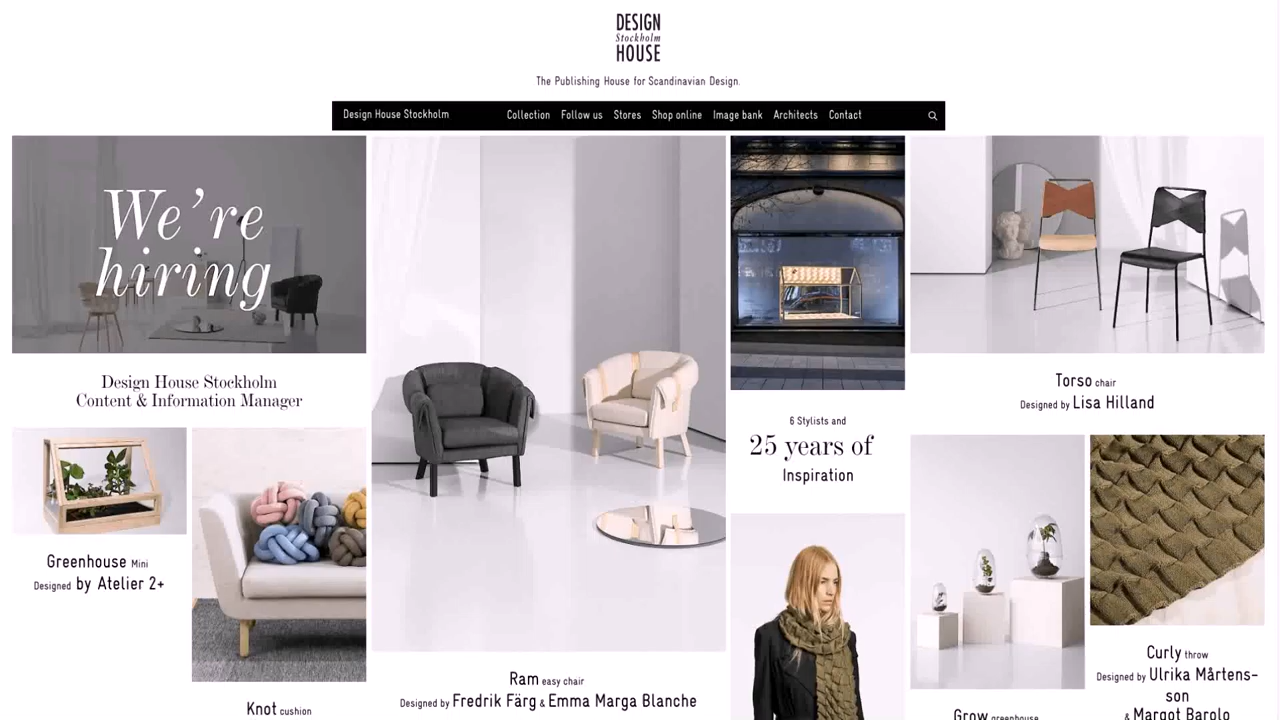 DESIGN
Stockholm
HOUSE
The Publishing House for Scandinavian Design.
Design House Stockholm
Collection
Follow us
Stores
Shop online
Image bank
Architects
Contact
We're
hiring
Design House Stockholm
Content & Information Manager
Greenhouse Mini
Designed by Atelier 2+
Knot cushion
Ram easy chair
Designed by Fredrik Färg & Emma Marga Blanche
6 Stylists and
25 years of
Inspiration
Torso chair
Designed by Lisa Hilland
Grow greenhouse
Curly throw
Designed by Ulrika Mårtens-
son
& Margot Barolo